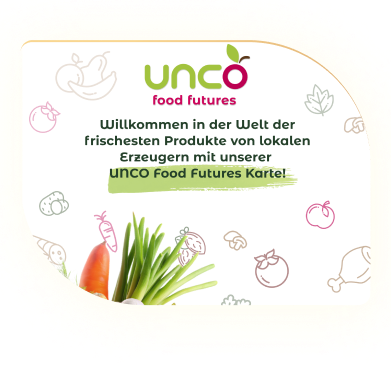 unco
food futures
Willkommen in der Welt der
frischesten Produkte von lokalen
Erzeugern mit unserer
UNCO Food Futures Karte!